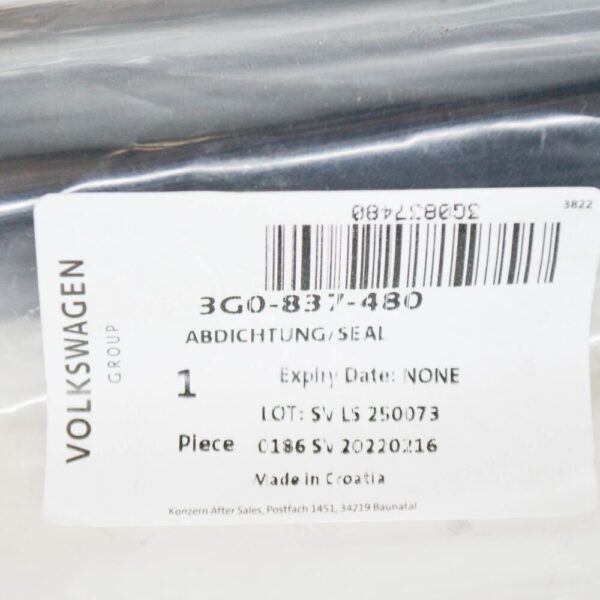 3822
3G0837480
3G0-837-480
ABDICHTUNG/SEAL
1 Expiry Date: NONE
LOT: SV LS 250073
Piece 0186 SV 20220216
Made in Croatia
Konzern After Sales, Postfach 1451, 34219 Baunatal
VOLKSWAGEN
GROUP